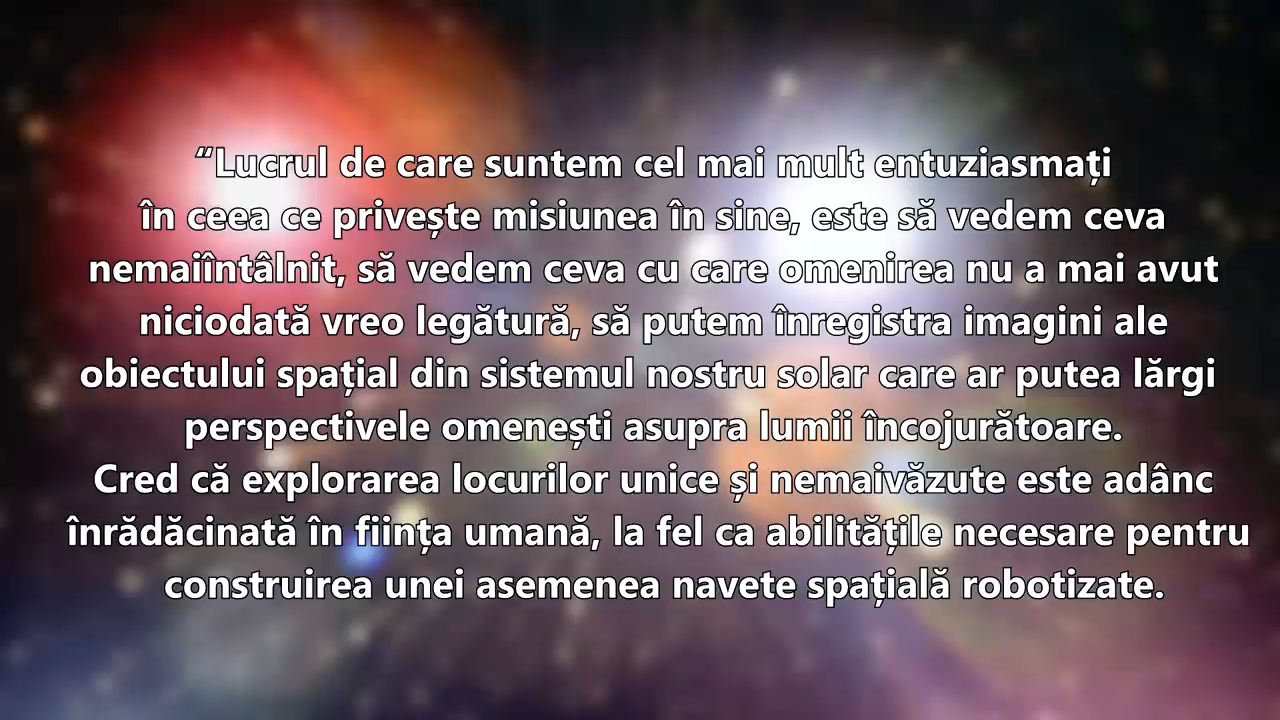 “Lucrul de care suntem cel mai mult entuziasmați
în ceea ce privește misiunea în sine, este să vedem ceva
nemaiîntâlnit, să vedem ceva cu care omenirea nu a mai avut
niciodată vreo legătură, să putem înregistra imagini ale
obiectului spațial din sistemul nostru solar care ar putea lărgi
perspectivele omenești asupra lumii încojurătoare.
Cred că explorarea locurilor unice și nemaivăzute este adânc
înrădăcinată în ființa umană, la fel ca abilitățile necesare pentru
construirea unei asemenea navete spațială robotizate.